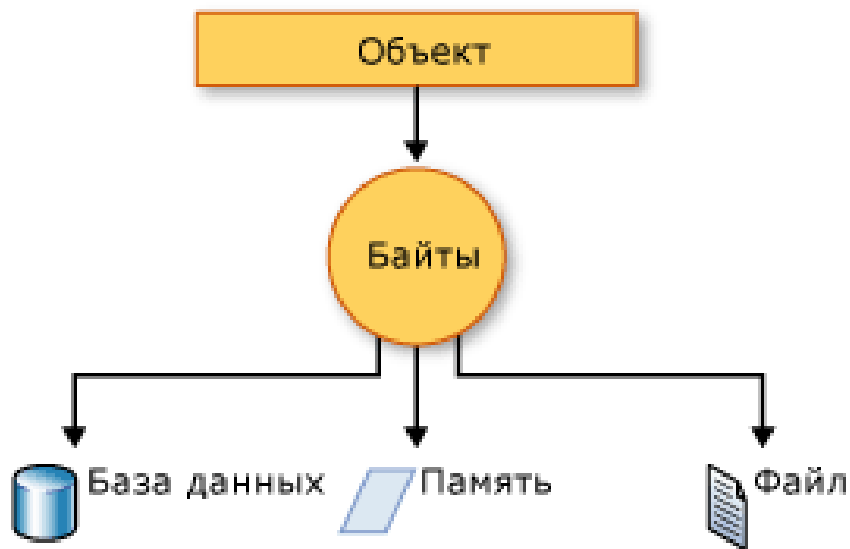 Объект
Байты
База данных
Память
Файл